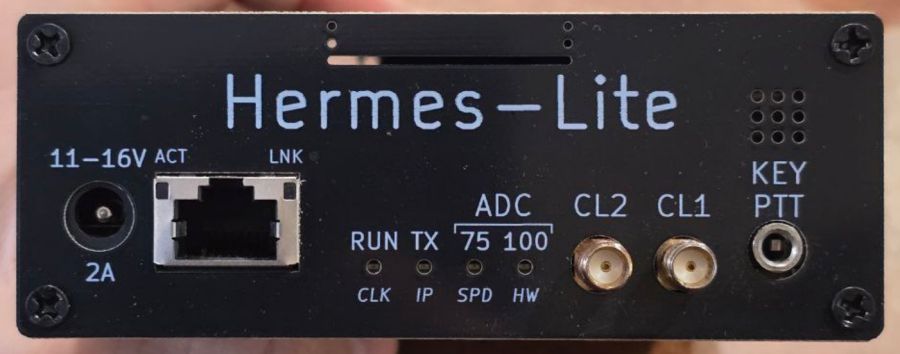 Hermes-Lite
11-16V
ACT
LNK
2A
RUN TX
ADC
75 100
CLK IP SPD HW
CL2
CL1
KEY
PTT